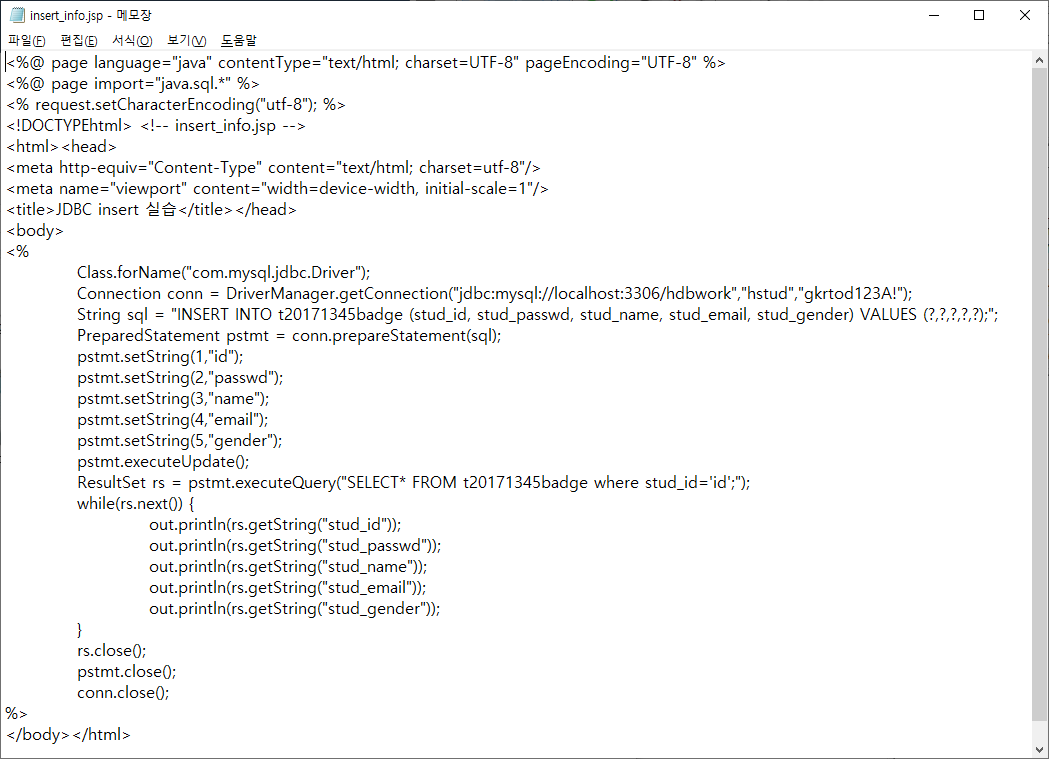 insert_info.jsp - 메모장
파일(F) 편집(E) 서식(O) 보기(V) 도움말
<%@ page language="java" contentType="text/html; charset=UTF-8" pageEncoding="UTF-8" %>
<%@ page import="java.sql.*" %>
<% request.setCharacterEncoding("utf-8"); %>
<!DOCTYPEhtml> <!-- insert_info.jsp -->
<html><head>
<meta http-equiv="Content-Type" content="text/html; charset=utf-8"/>
<meta name="viewport" content="width=device-width, initial-scale=1"/>
<title>JDBC insert 실습</title></head>
<body>
<%
Class.forName("com.mysql.jdbc.Driver");
Connection conn = DriverManager.getConnection("jdbc:mysql://localhost:3306/hdbwork","hstud","gkrtod123A!");
String sql = "INSERT INTO t20171345badge (stud_id, stud_passwd, stud_name, stud_email, stud_gender) VALUES (?,?,?,?,?);";
PreparedStatement pstmt = conn.prepareStatement(sql);
pstmt.setString(1,"id");
pstmt.setString(2,"passwd");
pstmt.setString(3,"name");
pstmt.setString(4,"email");
pstmt.setString(5,"gender");
pstmt.executeUpdate();
ResultSet rs = pstmt.executeQuery("SELECT* FROM t20171345badge where stud_id='id';");
while(rs.next()) {
out.println(rs.getString("stud_id"));
out.println(rs.getString("stud_passwd"));
out.println(rs.getString("stud_name"));
out.println(rs.getString("stud_email"));
out.println(rs.getString("stud_gender"));
}
rs.close();
pstmt.close();
conn.close();
%>
</body></html>